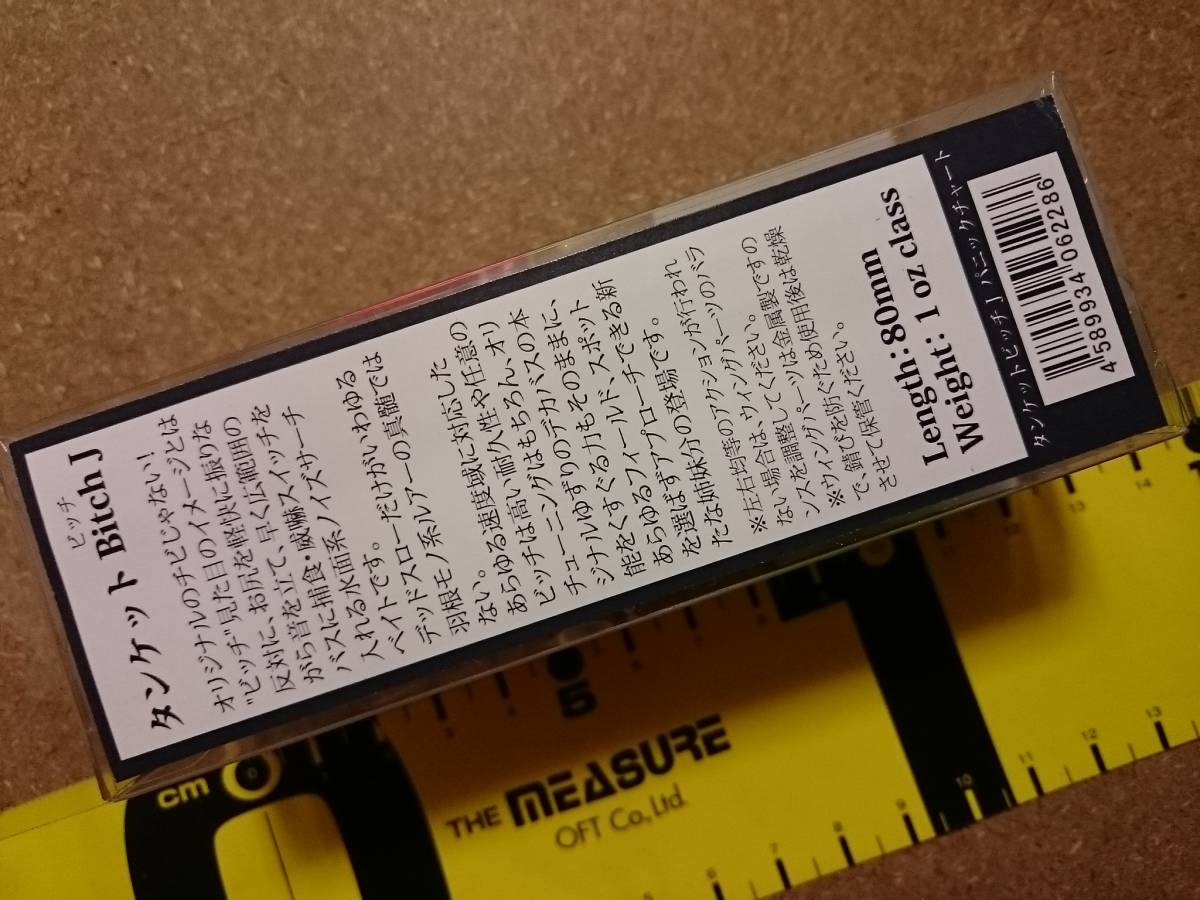 ビッチ
タンケット Bitch J
オリジナルのチビじゃない!
"ビッチ"見た目のイメージとは
反対に、お尻を軽快に振りな
がら音を立て、早く広範囲の
バスに捕食・威嚇スイッチを
入れる水面系ノイズサーチ
ベイトです。
デッドスローだけがいわゆる
羽根モノ系ルアーの真髄では
ない。
あらゆる速度域に対応した
ビッチは高い耐久性や任意の
チューニングはもちろん、オリ
ジナルゆずりのデカバスの本
能をくすぐる力もそのままに、
あらゆるフィールド、スポット
を選ばずアプローチできる新
たな姉妹分の登場です。
※左右均等のアクションが行われ
ない場合は、ウィングパーツのバラ
ンスを調整してください。
※ウィングパーツは金属製ですの
で、錆びを防ぐため使用後は乾燥
させて保管ください。
Length: 80mm
Weight: 1 oz class
タンケットビッチJ パニックチャート
4 589934 062286
cm
5
THE MEASURE
OFT Co., Ltd.
6
7
8
9
10
11
12
13
14